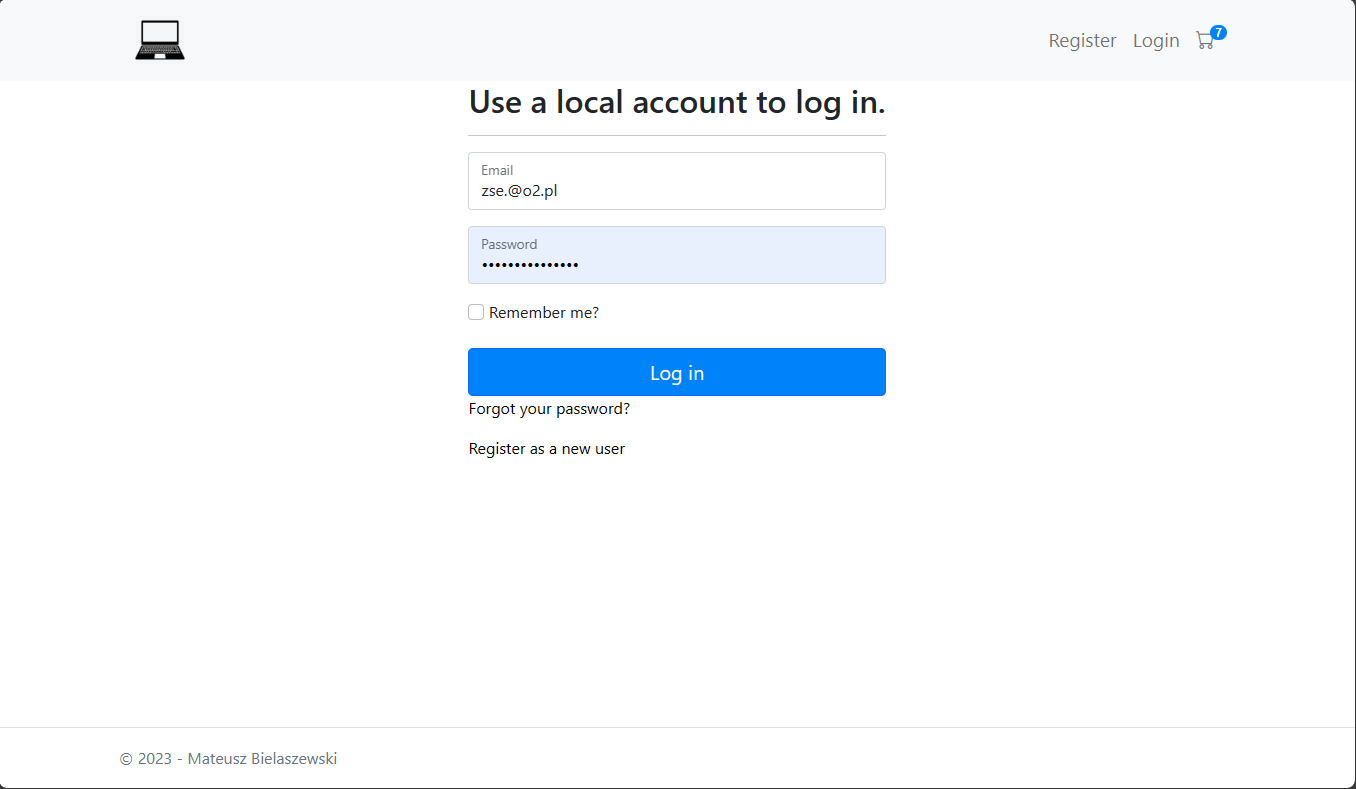 Register Login 7
Use a local account to log in.
Email
zse.@o2.pl
Password
•••••••••••••••
Remember me?
Log in
Forgot your password?
Register as a new user
© 2023 - Mateusz Bielaszewski